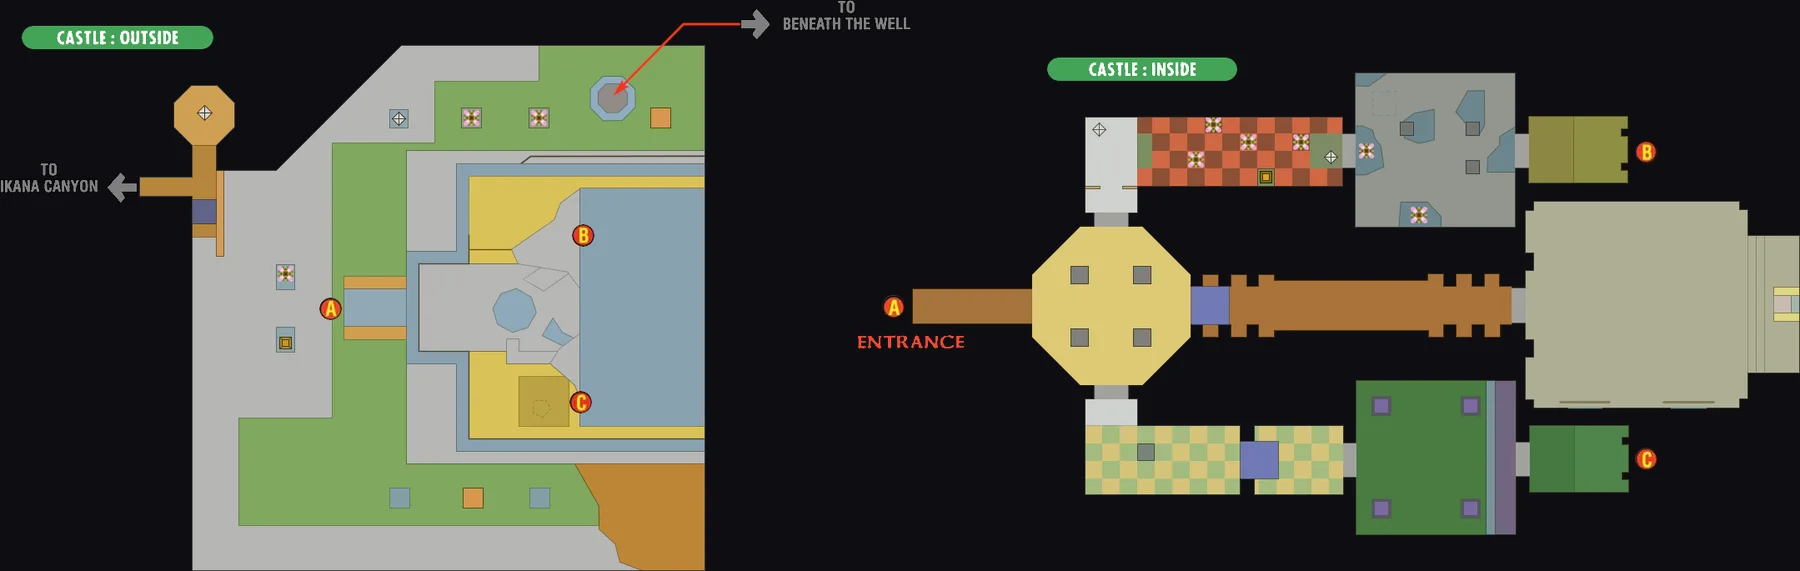 CASTLE : OUTSIDE
TO
BENEATH THE WELL
TO
IKANA CANYON
A
B
C
CASTLE : INSIDE
B
A
ENTRANCE
C